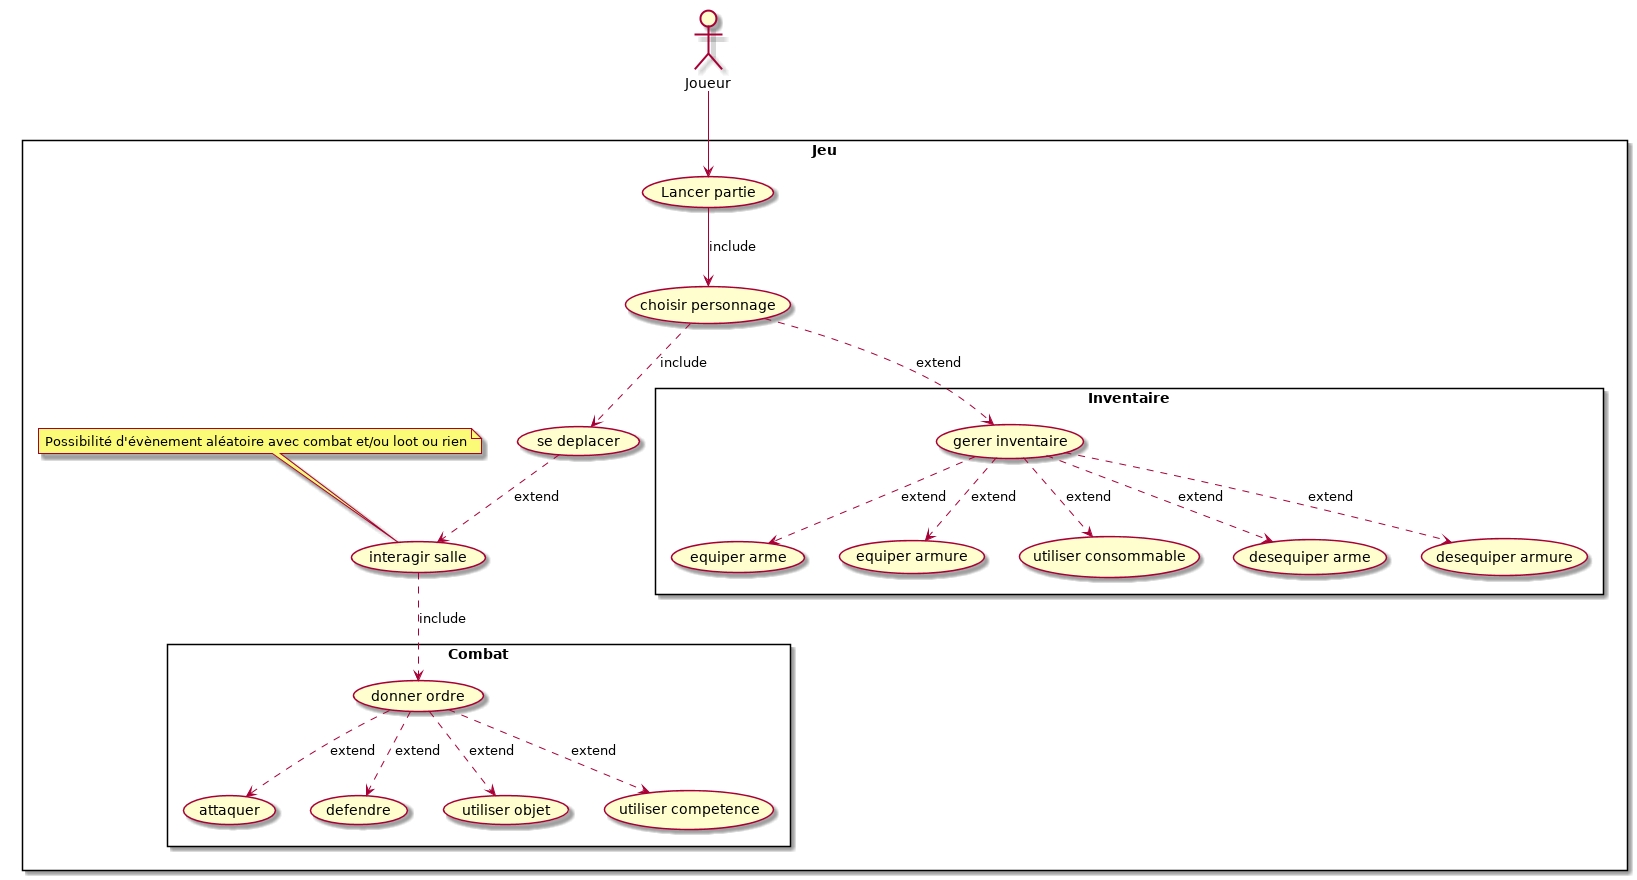 Joueur
Jeu
Lancer partie
include
choisir personnage
include
extend
Inventaire
Possibilité d'évènement aléatoire avec combat et/ou loot ou rien
se deplacer
gerer inventaire
extend
extend
extend
extend
extend
extend
interagir salle
equiper arme
equiper armure
utiliser consommable
desequiper arme
desequiper armure
include
Combat
donner ordre
extend
extend
extend
extend
attaquer
defendre
utiliser objet
utiliser competence